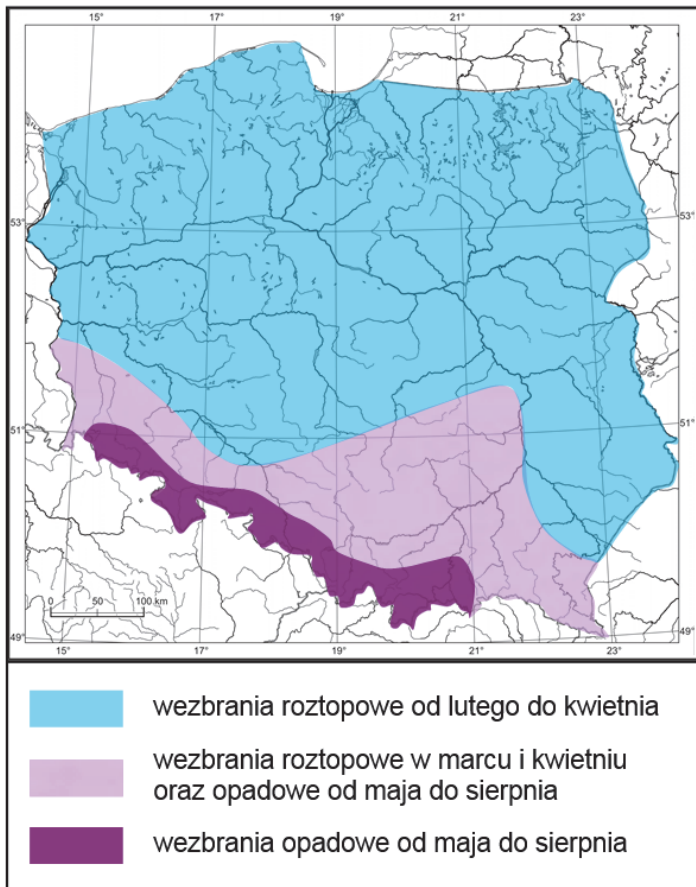 15° 17° 19° 21° 23°
53° 53°
51° 51°
0 50 100 km
49° 49°
15° 17° 19° 21° 23°
wezbrania roztopowe od lutego do kwietnia
wezbrania roztopowe w marcu i kwietniu
oraz opadowe od maja do sierpnia
wezbrania opadowe od maja do sierpnia